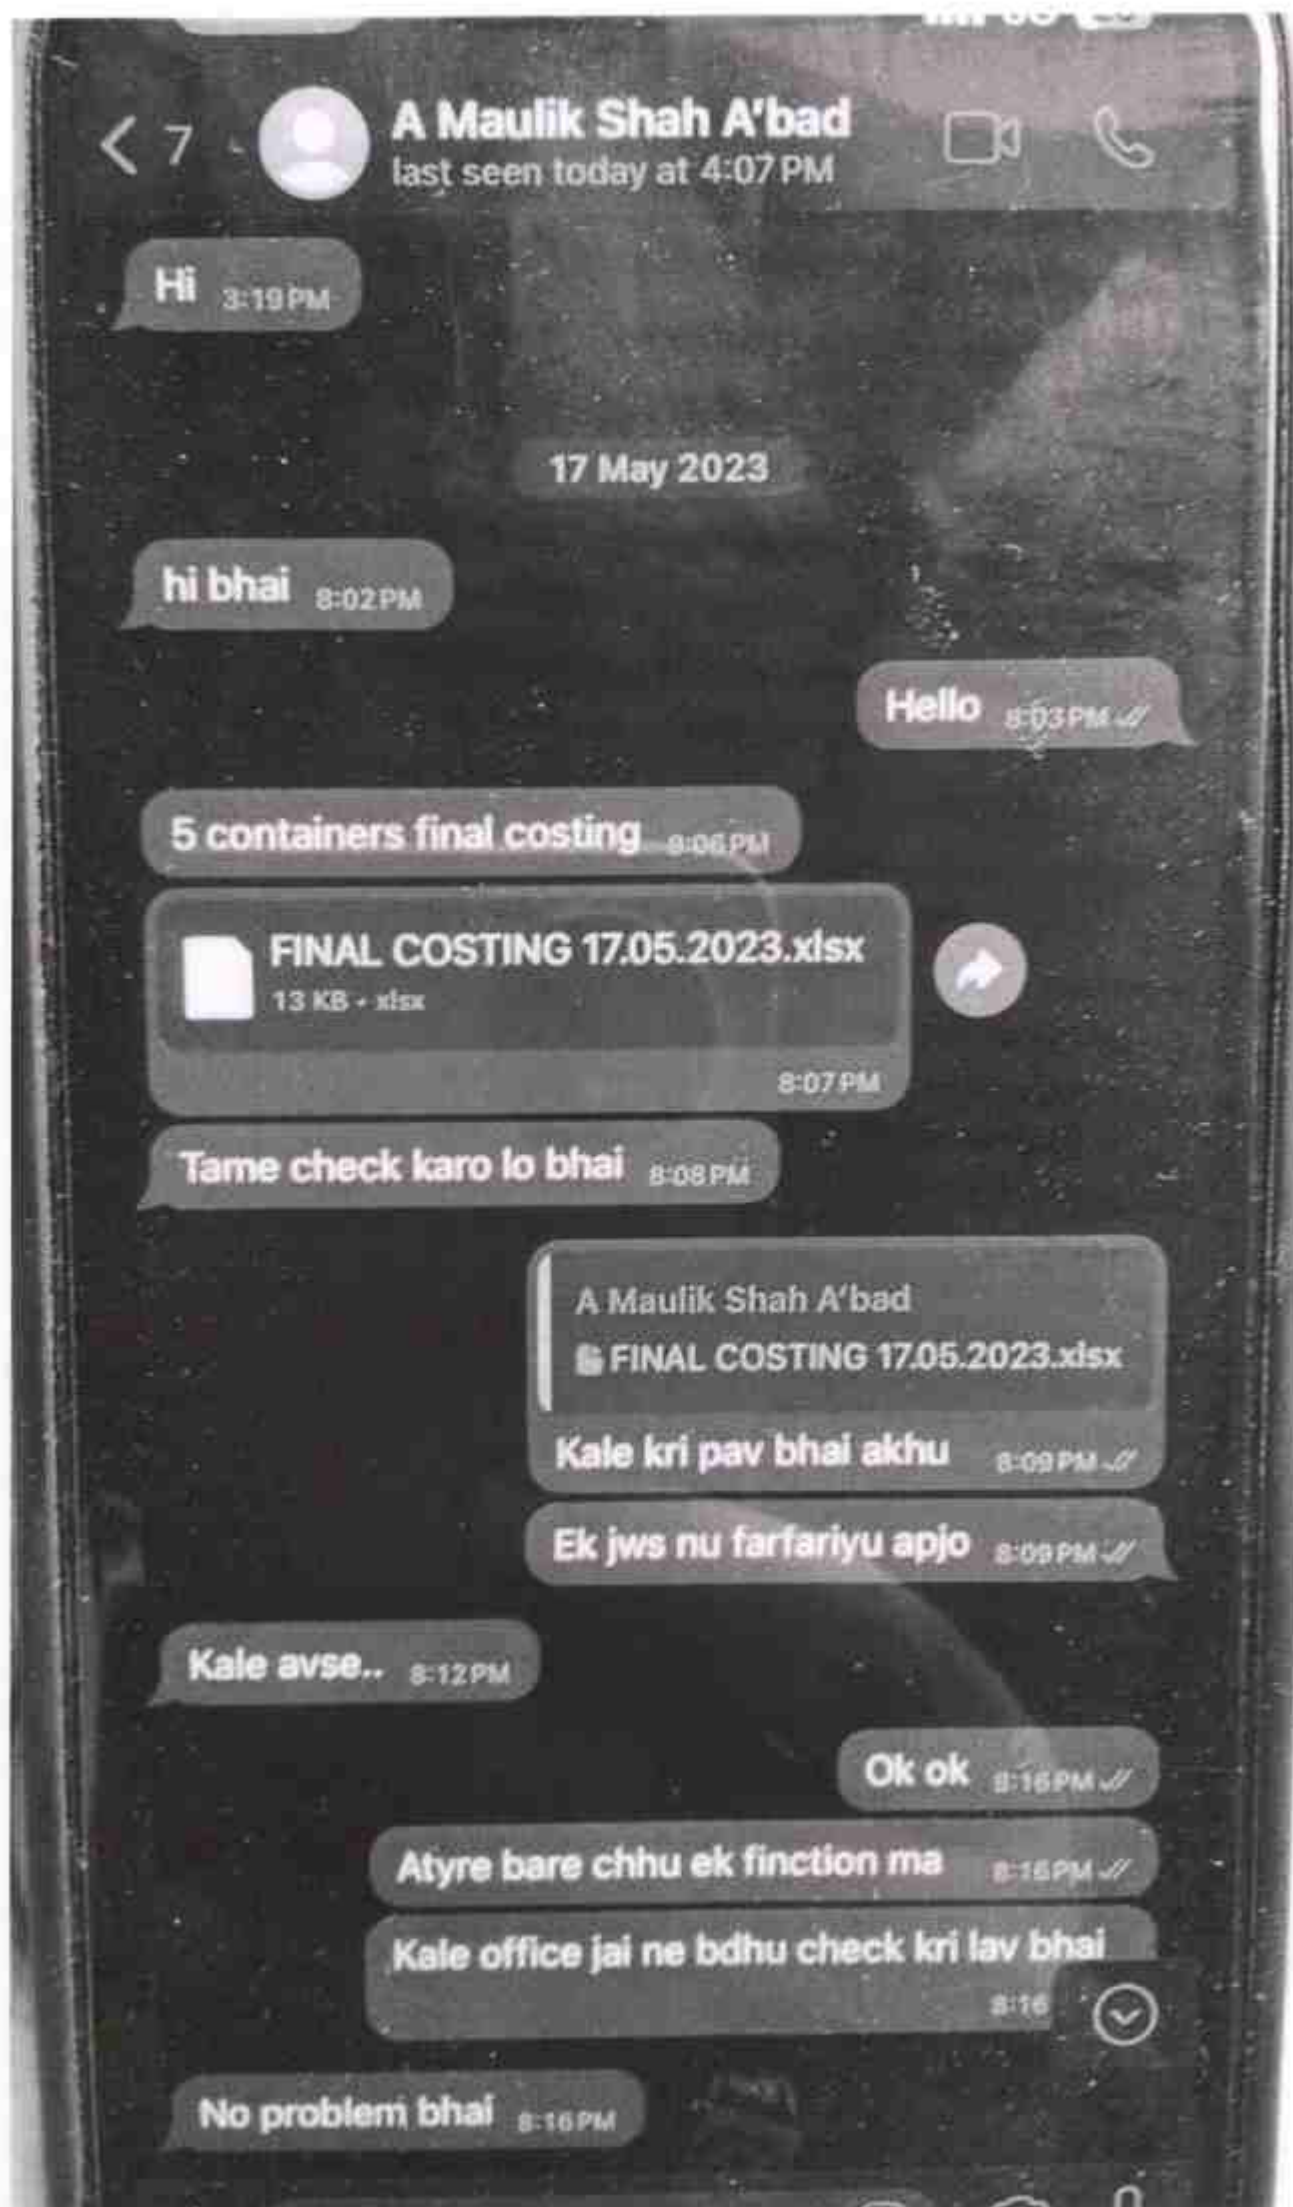 7
A Maulik Shah A'bad
last seen today at 4:07 PM
Hi 3:19 PM
17 May 2023
hi bhai 8:02 PM
Hello 8:03 PM
5 containers final costing 8:06 PM
FINAL COSTING 17.05.2023.xlsx
13 KB • xlsx
8:07 PM
Tame check karo lo bhai 8:08 PM
A Maulik Shah A'bad
FINAL COSTING 17.05.2023.xlsx
Kale kri pav bhai akhu 8:09 PM
Ek jws nu farfariyu apjo 8:09 PM
Kale avse.. 8:12 PM
Ok ok 8:16 PM
Atyre bare chhu ek finction ma 8:16 PM
Kale office jai ne bdhu check kri lav bhai
8:16
No problem bhai 8:16 PM